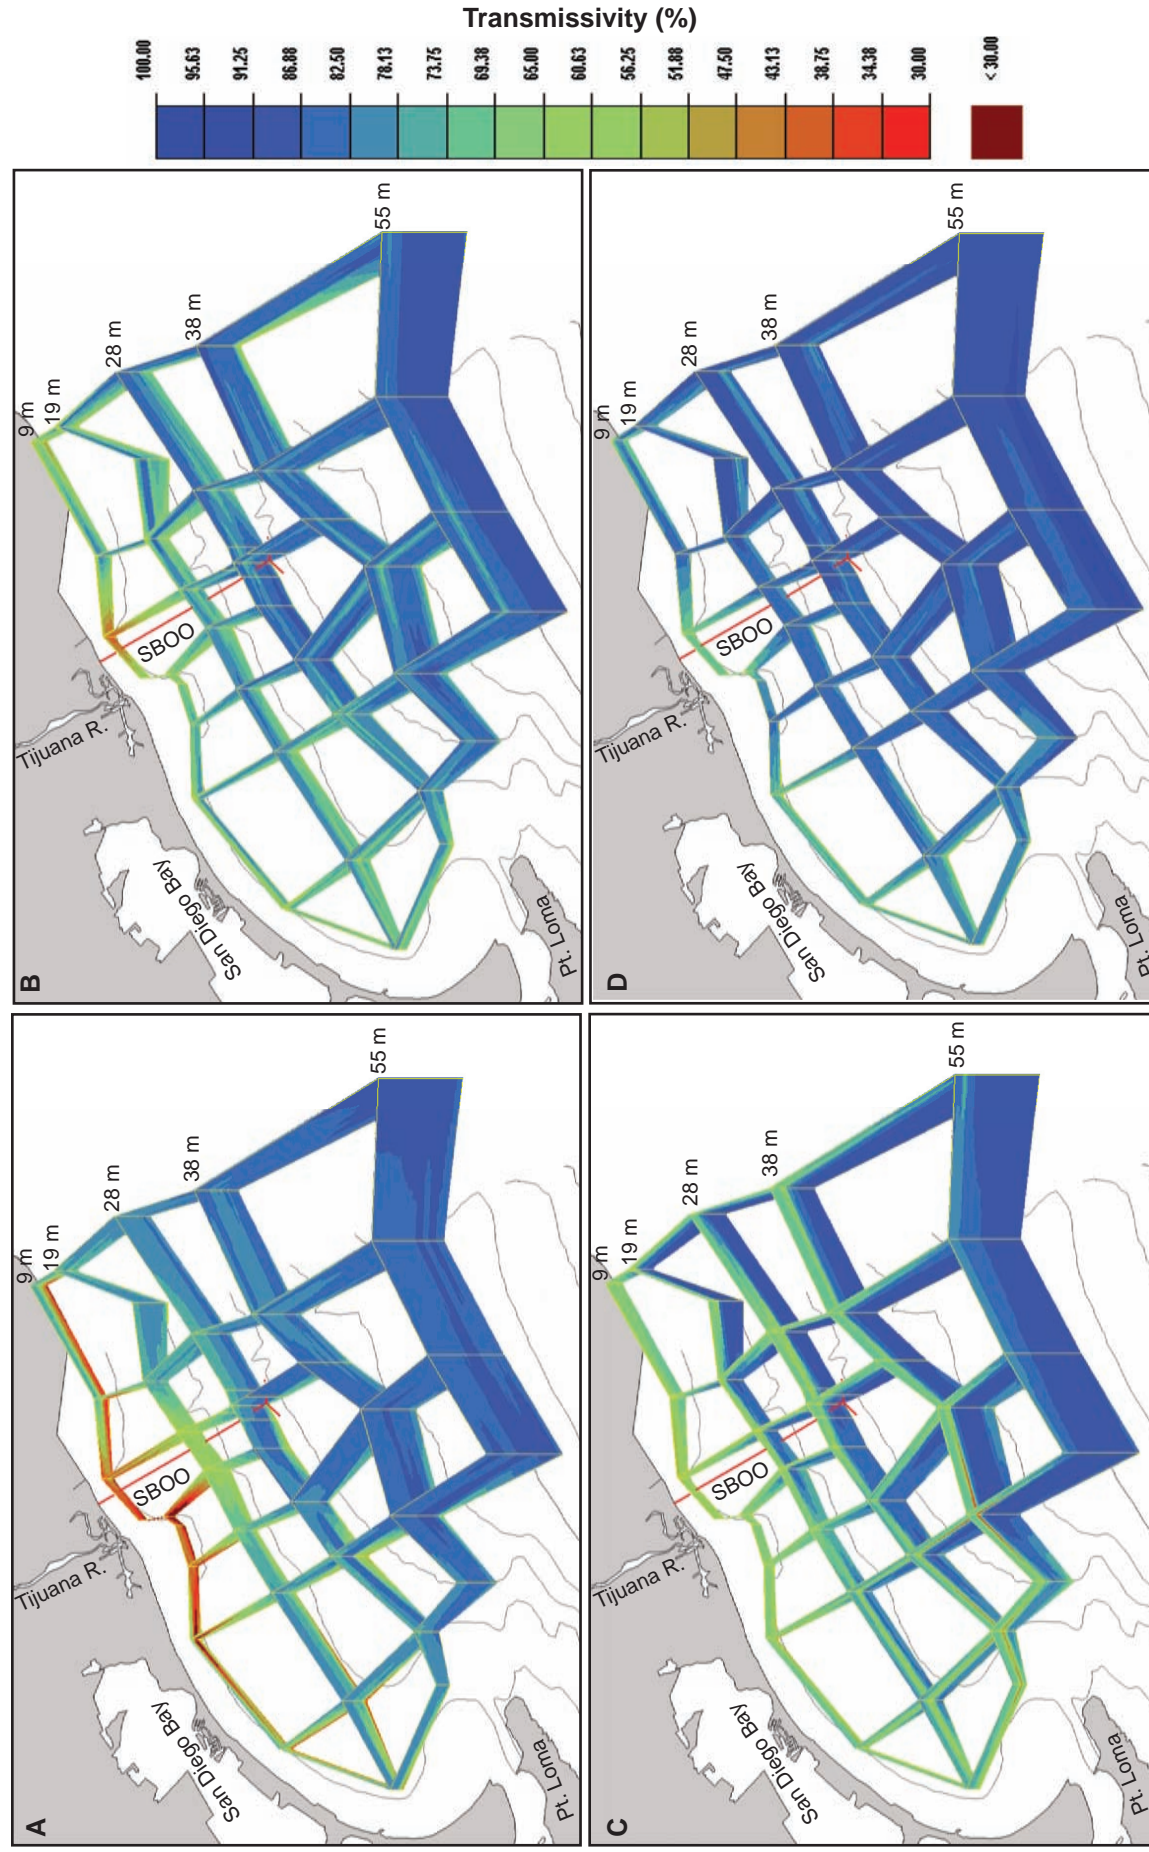 Transmissivity (%)
100.00
95.63
91.25
86.88
82.50
78.13
73.75
69.38
65.00
60.63
56.25
51.88
47.50
43.13
38.75
34.38
30.00
< 30.00
A
Pt. Loma
San Diego Bay
Tijuana R.
SBOO
9 m
19 m
28 m
38 m
55 m
B
Pt. Loma
San Diego Bay
Tijuana R.
SBOO
9 m
19 m
28 m
38 m
55 m
C
Pt. Loma
San Diego Bay
Tijuana R.
SBOO
9 m
19 m
28 m
38 m
55 m
D
Pt. Loma
San Diego Bay
Tijuana R.
SBOO
9 m
19 m
28 m
38 m
55 m